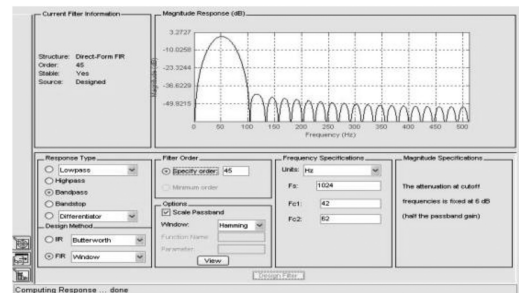 Current Filter Information
Structure: Direct-Form FIR
Order: 45
Stable: Yes
Source: Designed
Magnitude Response (dB)
3.2727
-10.0258
-23.3244
-36.6229
-49.9215
Magnitude (dB)
0 50 100 150 200 250 300 350 400 450 500
Frequency (Hz)
Response Type
Lowpass
Highpass
Bandpass
Bandstop
Differentiator
Design Method
IIR Butterworth
FIR Window
Filter Order
Specify order: 45
Minimum order
Options
Scale Passband
Window: Hamming
Function Name:
Parameter:
View
Frequency Specifications
Units: Hz
Fs: 1024
Fc1: 42
Fc2: 62
Magnitude Specifications
The attenuation at cutoff
frequencies is fixed at 6 dB
(half the passband gain)
Design Filter
Computing Response ... done